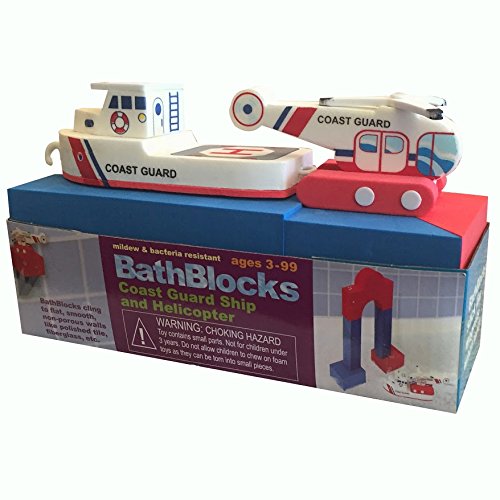 COAST GUARD
COAST GUARD
mildew & bacteria resistant
ages 3-99
BathBlocks
Coast Guard Ship
and Helicopter
BathBlocks cling
to flat, smooth,
non-porous walls
like polished tile,
fiberglass, etc.
WARNING: CHOKING HAZARD
Toy contains small parts. Not for children under
3 years. Do not allow children to chew on foam
toys as they can be torn into small pieces.